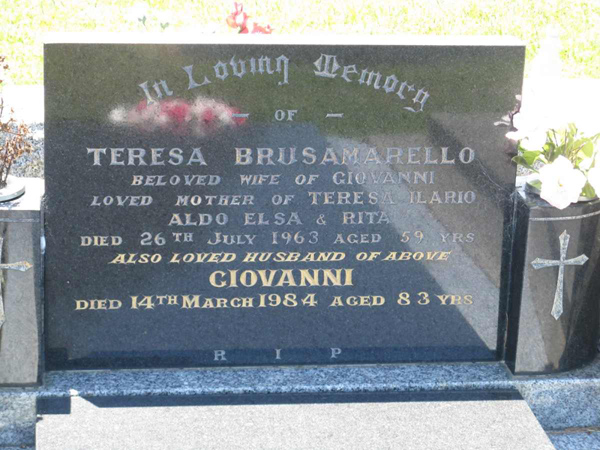 In Loving Memory
— OF —
TERESA BRUSAMARELLO
BELOVED WIFE OF GIOVANNI
LOVED MOTHER OF TERESA ILARIO
ALDO ELSA & RITA
DIED 26TH JULY 1963 AGED 59 YRS
ALSO LOVED HUSBAND OF ABOVE
GIOVANNI
DIED 14TH MARCH 1984 AGED 83 YRS
R I P